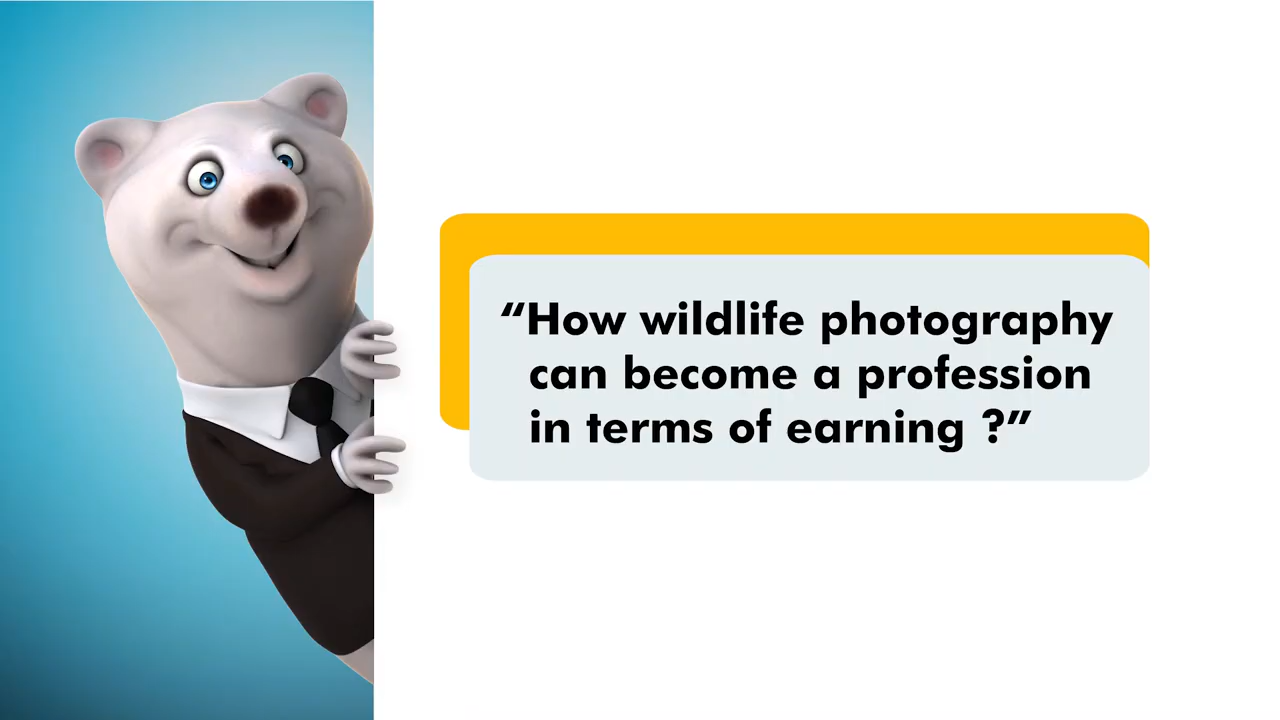 “How wildlife photography
can become a profession
in terms of earning ?”